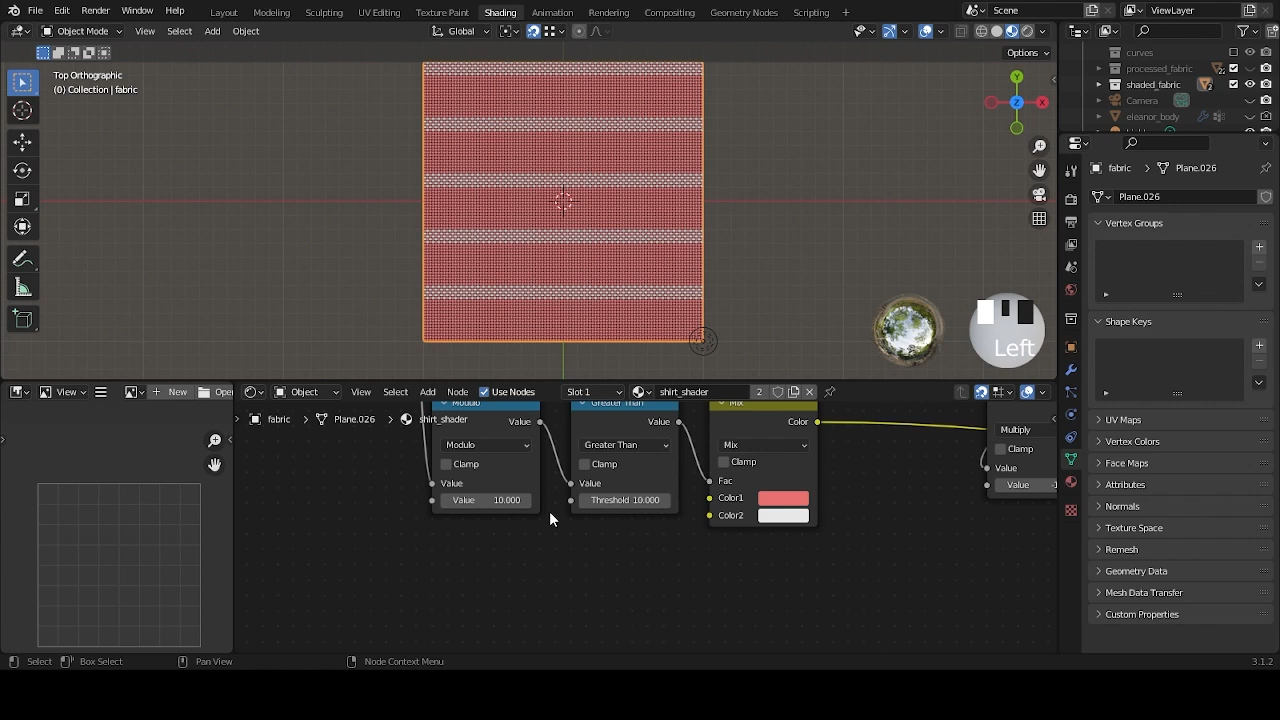 File Edit Render Window Help Layout Modeling Sculpting UV Editing Texture Paint Shading Animation Rendering Compositing Geometry Nodes Scripting + Scene ViewLayer
Object Mode View Select Add Object Global
Options
Top Orthographic
(0) Collection | fabric
Y
Z X
Left
curves
processed_fabric
shaded_fabric
Camera
eleanor_body
fabric > Plane.026
Plane.026
Vertex Groups
Shape Keys
UV Maps
Vertex Colors
Face Maps
Attributes
Normals
Texture Space
Remesh
Geometry Data
Mesh Data Transfer
Custom Properties
View + New Open
Object View Select Add Node Use Nodes Slot 1 shirt_shader 2
fabric > Plane.026 > shirt_shader
Modulo
Value
Modulo
Clamp
Value
Value 10.000
Greater Than
Value
Greater Than
Clamp
Value
Threshold 10.000
Mix
Color
Mix
Clamp
Fac
Color1
Color2
Multiply
Clamp
Value
Value
Select Box Select Pan View Node Context Menu 3.1.2